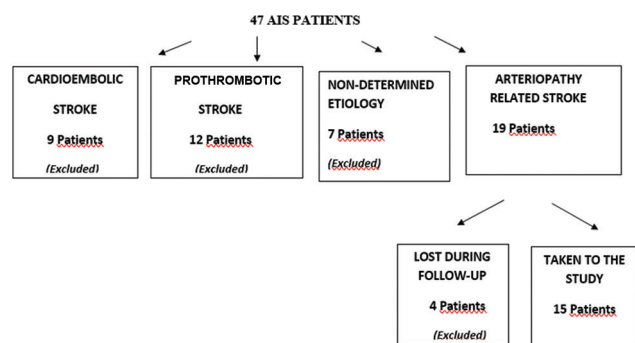 47 AIS PATIENTS
CARDIOEMBOLIC
STROKE
9 Patients
(Excluded)
PROTHROMBOTIC
STROKE
12 Patients
(Excluded)
NON-DETERMINED
ETIOLOGY
7 Patients
(Excluded)
ARTERIOPATHY
RELATED STROKE
19 Patients
LOST DURING
FOLLOW-UP
4 Patients
(Excluded)
TAKEN TO THE
STUDY
15 Patients